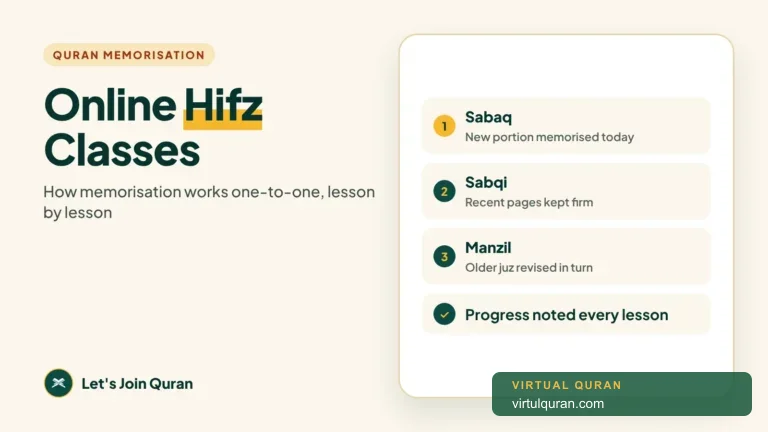 QURAN MEMORISATION
Online Hifz
Classes
How memorisation works one-to-one, lesson
by lesson
1
Sabaq
New portion memorised today
2
Sabqi
Recent pages kept firm
3
Manzil
Older juz revised in turn
✓
Progress noted every lesson
Let's Join Quran
VIRTUAL QURAN
virtulquran.com